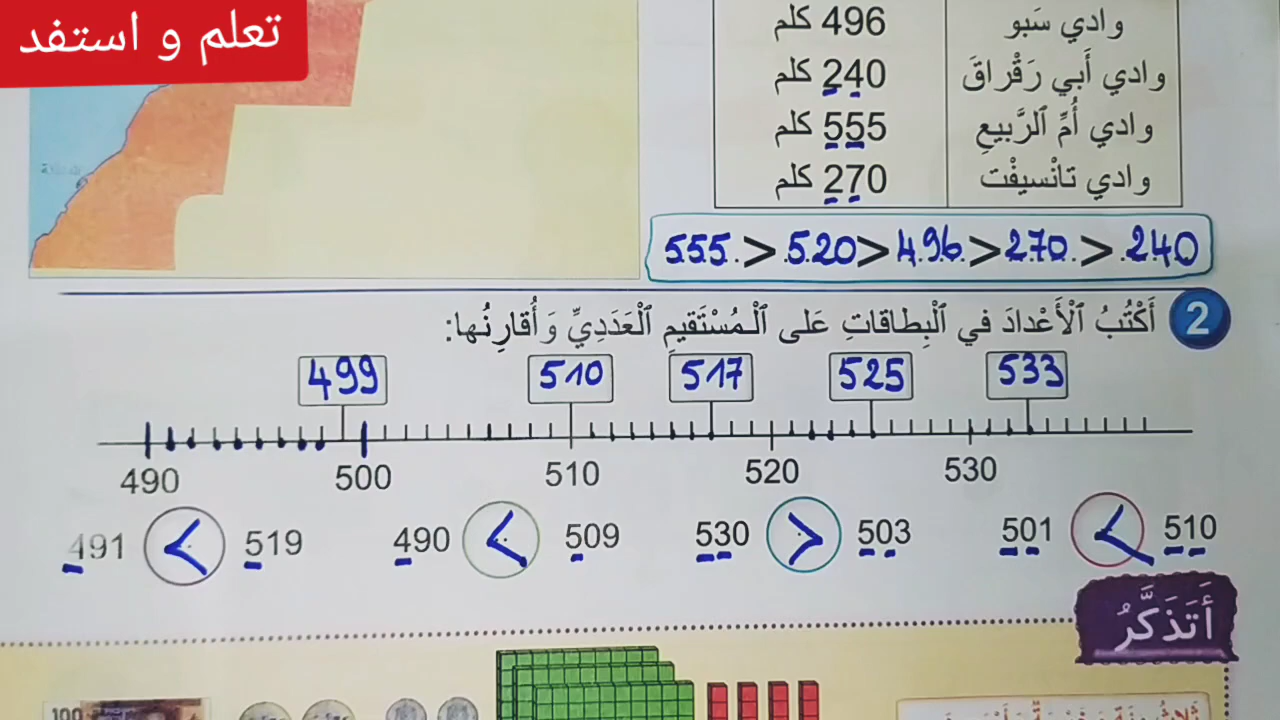 تعلم و استفد
وادي سَبو 496 كلم
وادي أَبي رَقْراقَ 240 كلم
وادي أُمِّ ٱلرَّبيعِ 555 كلم
وادي تانْسيفْت 270 كلم
555 > 520 > 496 > 270 > 240
2 أَكْتُبُ ٱلْأَعْدادَ في ٱلْبِطاقاتِ عَلى ٱلْمُسْتَقيمِ ٱلْعَدَدِيِّ وَ أُقارِنُها:
499 510 517 525 533
490 500 510 520 530
491 < 519 490 < 509 530 > 503 501 < 510
أَتَذَكَّرُ
100